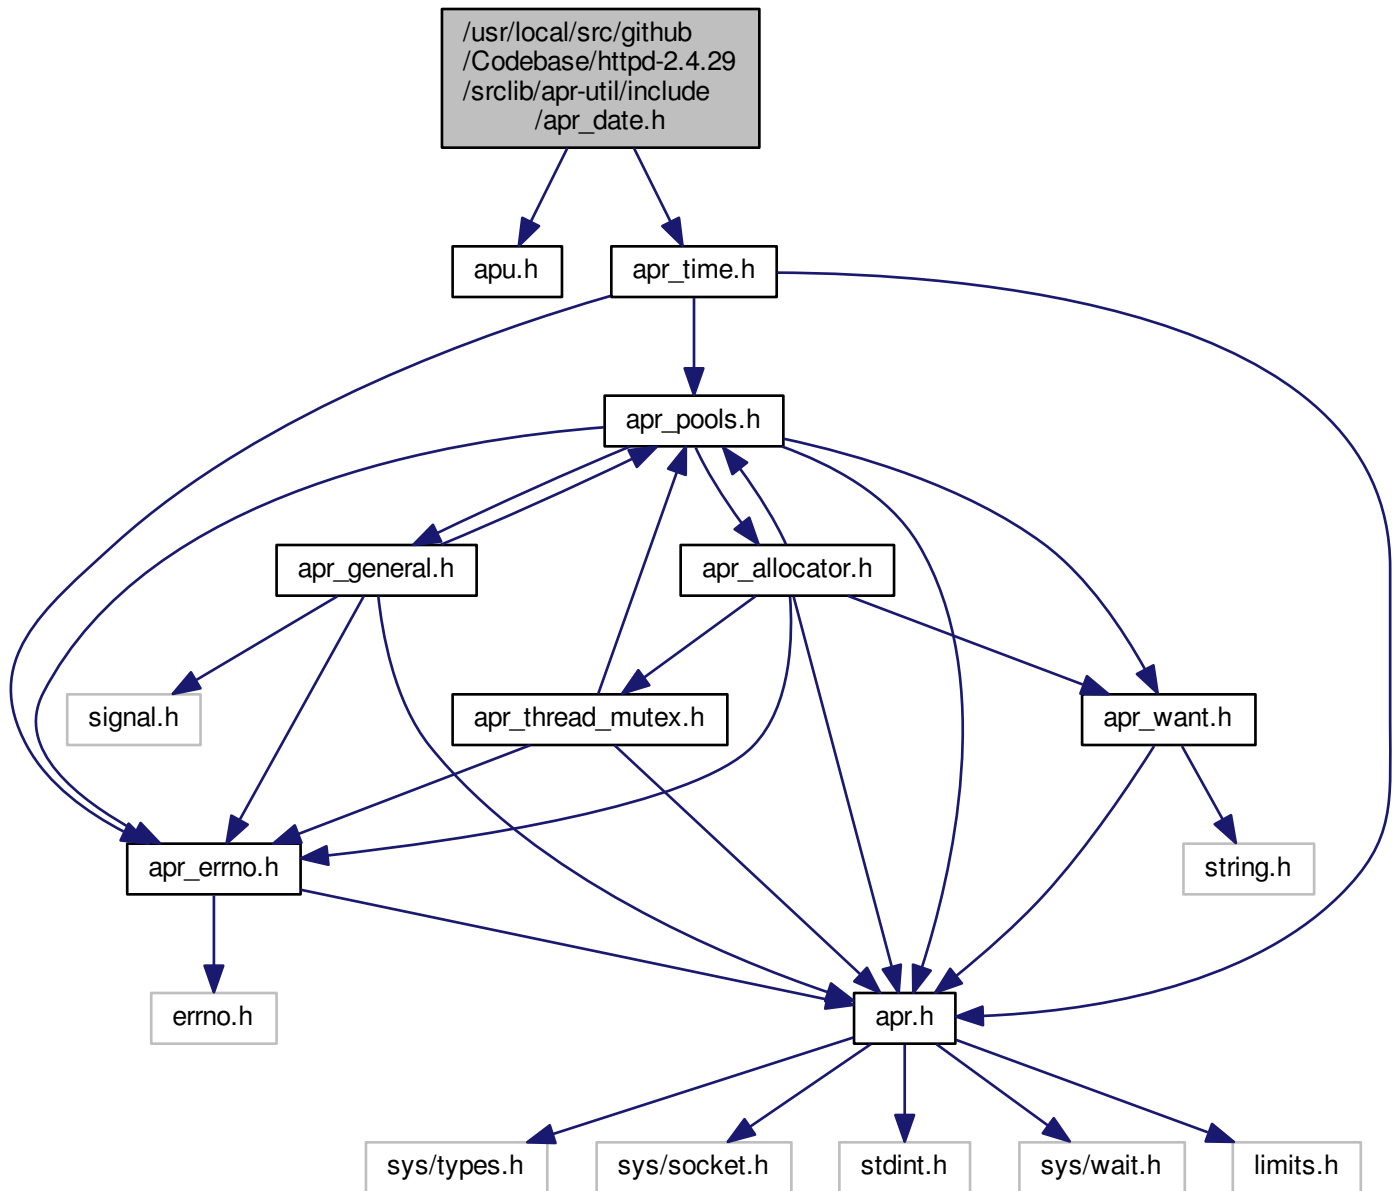 /usr/local/src/github
/Codebase/httpd-2.4.29
/srclib/apr-util/include
/apr_date.h
apu.h
apr_time.h
apr_pools.h
apr_general.h
apr_allocator.h
signal.h
apr_thread_mutex.h
apr_want.h
apr_errno.h
string.h
errno.h
apr.h
sys/types.h
sys/socket.h
stdint.h
sys/wait.h
limits.h